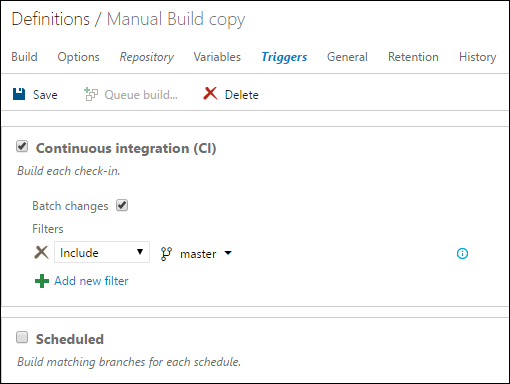 Definitions / Manual Build copy
Build Options Repository Variables Triggers General Retention History
Save Queue build... Delete
Continuous integration (CI)
Build each check-in.
Batch changes
Filters
Include master
Add new filter
Scheduled
Build matching branches for each schedule.